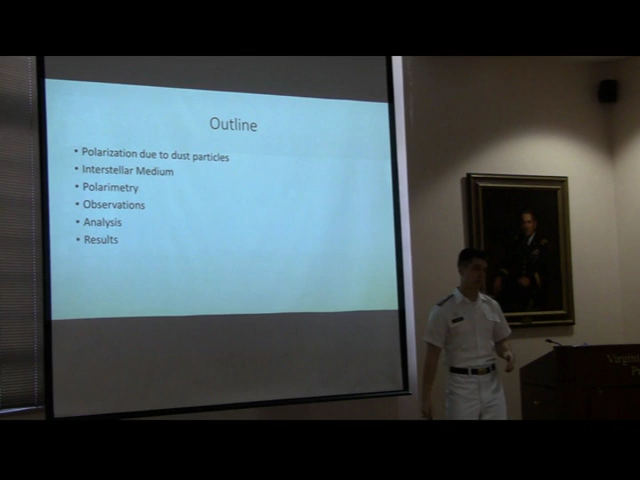 Outline
• Polarization due to dust particles
• Interstellar Medium
• Polarimetry
• Observations
• Analysis
• Results